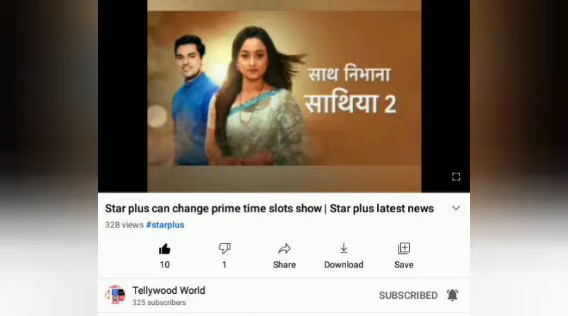 साथ निभाना
साथिया 2
Star plus can change prime time slots show | Star plus latest news
328 views #starplus
10
1
Share
Download
Save
Tellywood World
325 subscribers
SUBSCRIBED